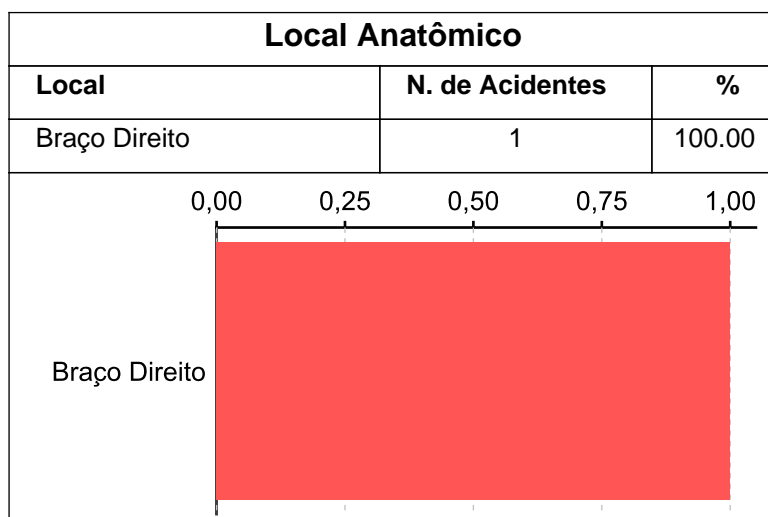 Local Anatômico
Local N. de Acidentes %
Braço Direito 1 100.00
0,00 0,25 0,50 0,75 1,00
Braço Direito